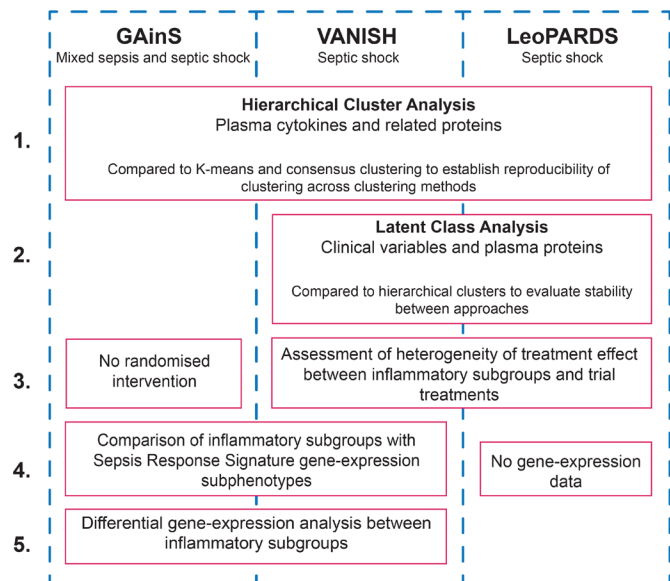 GAinS
Mixed sepsis and septic shock
VANISH
Septic shock
LeoPARDS
Septic shock
1.
Hierarchical Cluster Analysis
Plasma cytokines and related proteins
Compared to K-means and consensus clustering to establish reproducibility of
clustering across clustering methods
2.
Latent Class Analysis
Clinical variables and plasma proteins
Compared to hierarchical clusters to evaluate stability
between approaches
3.
No randomised
intervention
Assessment of heterogeneity of treatment effect
between inflammatory subgroups and trial
treatments
4.
Comparison of inflammatory subgroups with
Sepsis Response Signature gene-expression
subphenotypes
No gene-expression
data
5.
Differential gene-expression analysis between
inflammatory subgroups